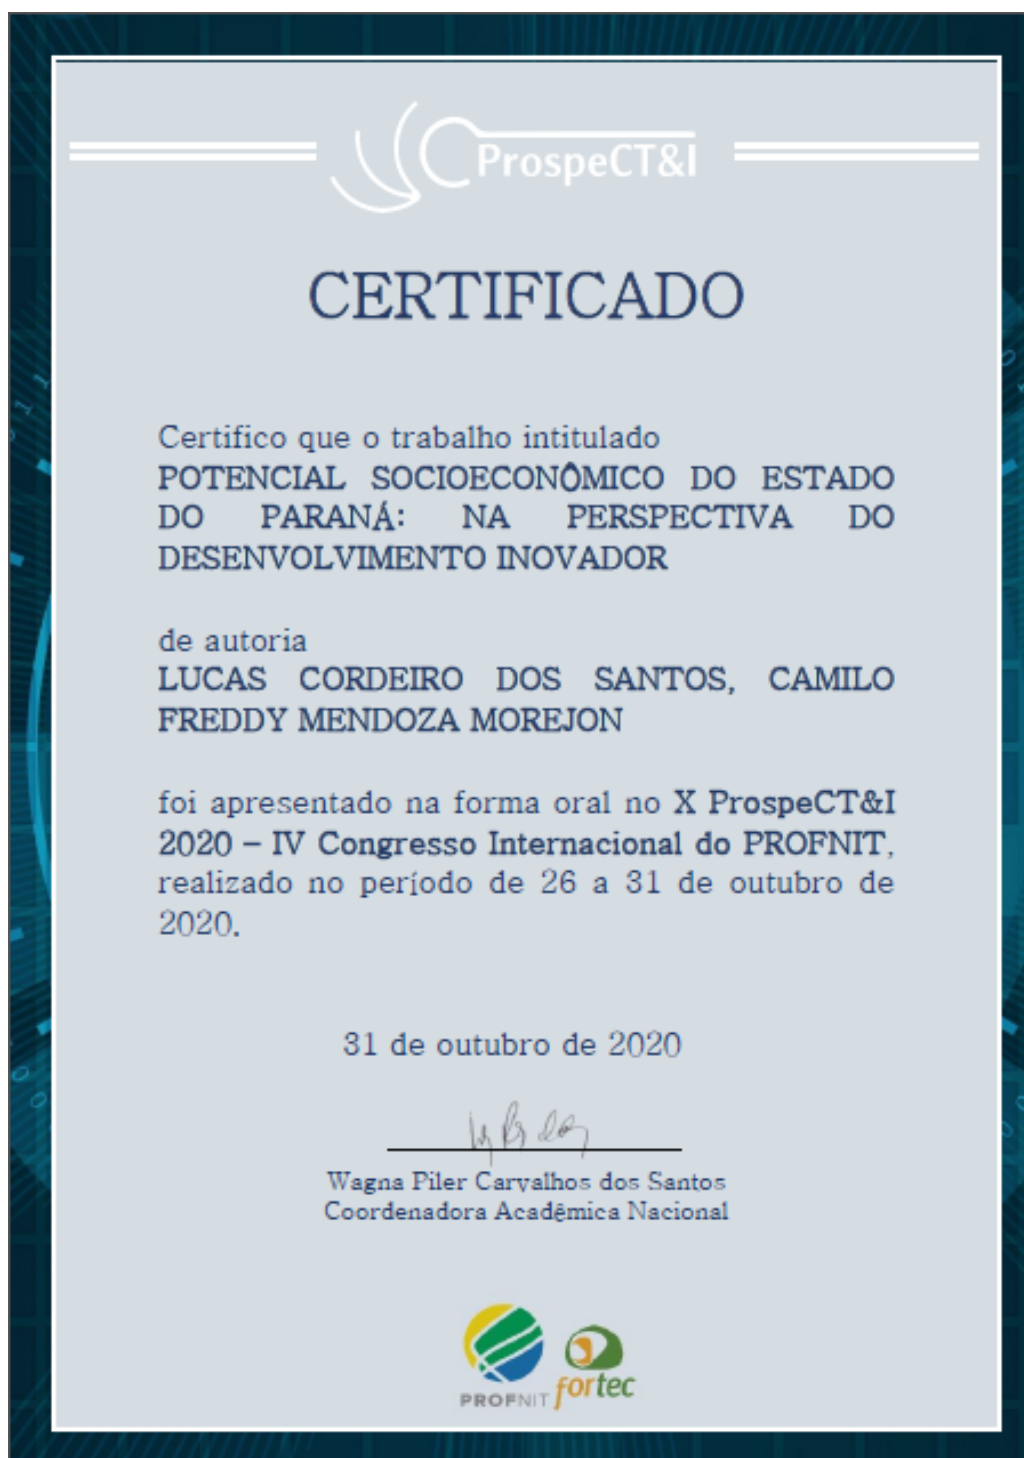 ProspeCT&I
CERTIFICADO
Certifico que o trabalho intitulado
POTENCIAL SOCIOECONÔMICO DO ESTADO
DO PARANÁ: NA PERSPECTIVA DO
DESENVOLVIMENTO INOVADOR
de autoria
LUCAS CORDEIRO DOS SANTOS, CAMILO
FREDDY MENDOZA MOREJON
foi apresentado na forma oral no X ProspeCT&I
2020 – IV Congresso Internacional do PROFNIT,
realizado no período de 26 a 31 de outubro de
2020.
31 de outubro de 2020
Wagna Piler Carvalhos dos Santos
Coordenadora Acadêmica Nacional
PROFNIT fortec